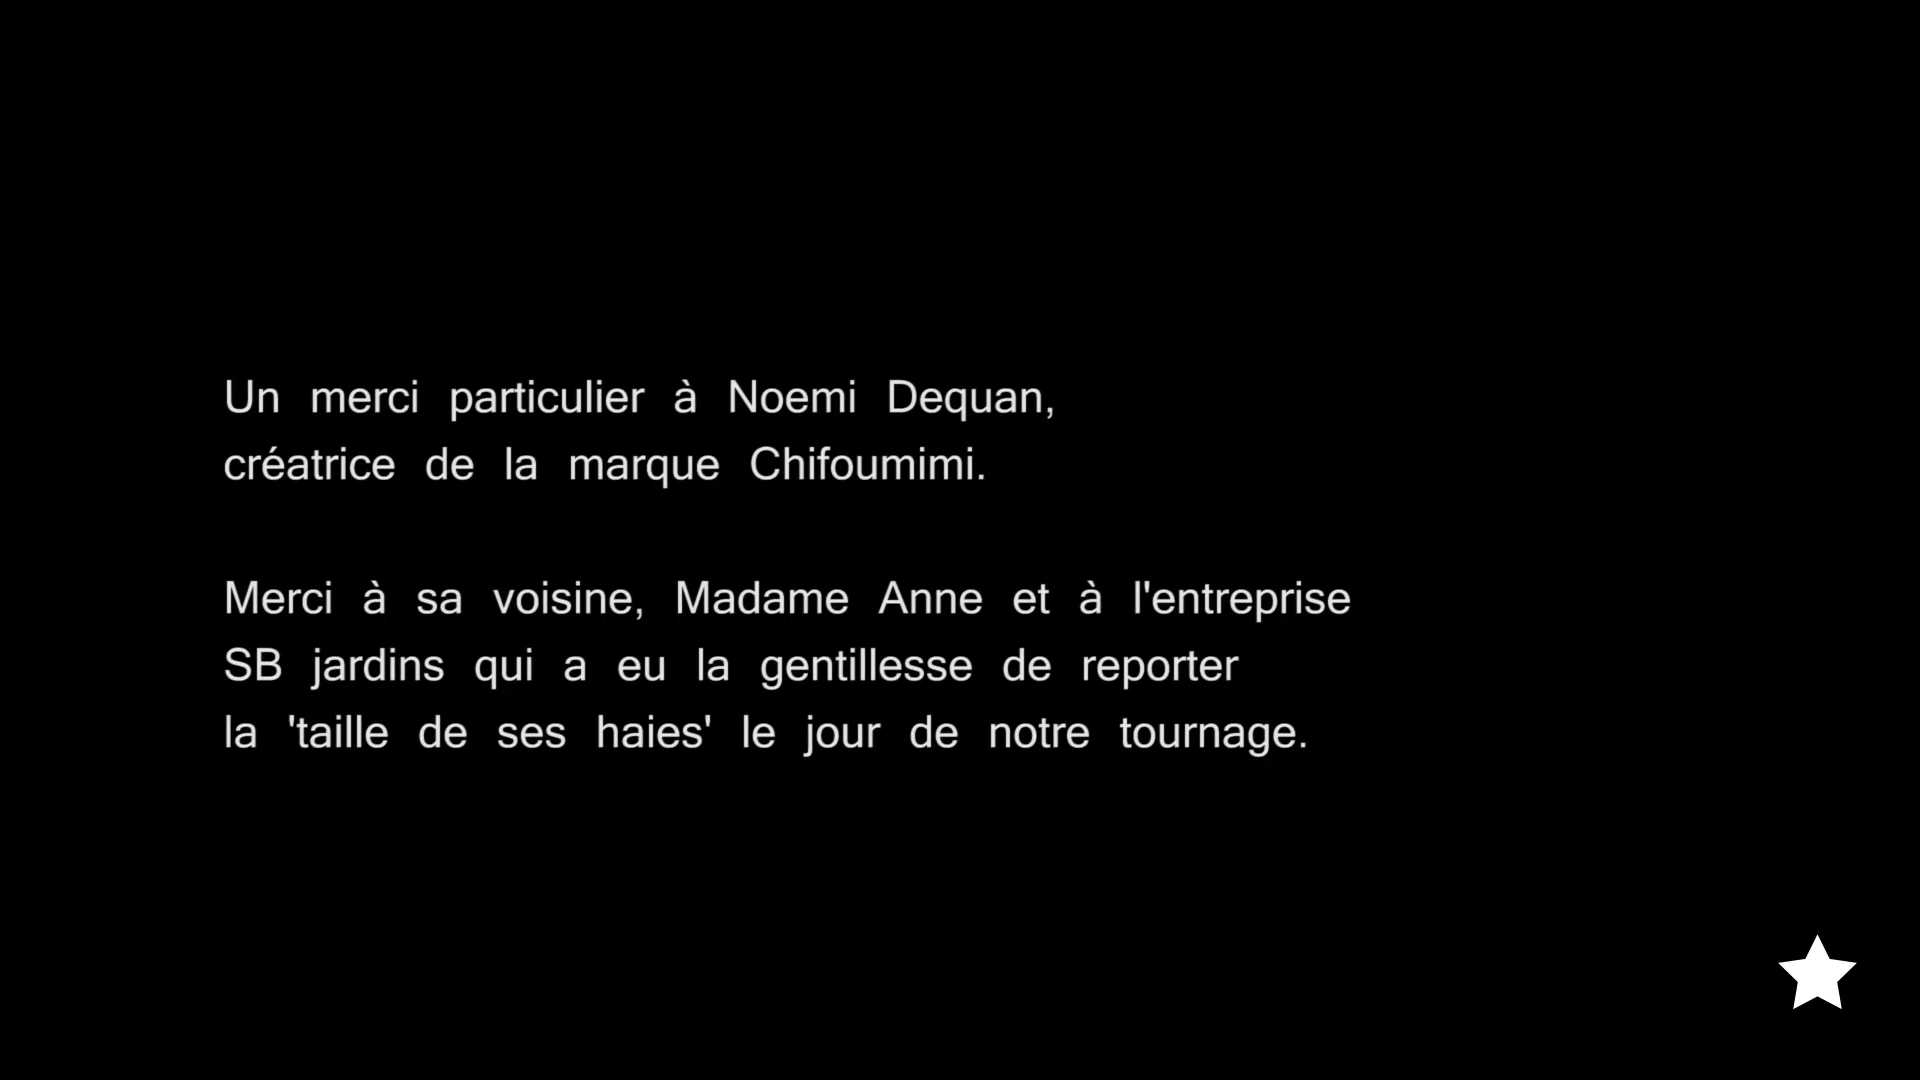 Un merci particulier à Noemi Dequan,
créatrice de la marque Chifoumimi.
Merci à sa voisine, Madame Anne et à l'entreprise
SB jardins qui a eu la gentillesse de reporter
la 'taille de ses haies' le jour de notre tournage.